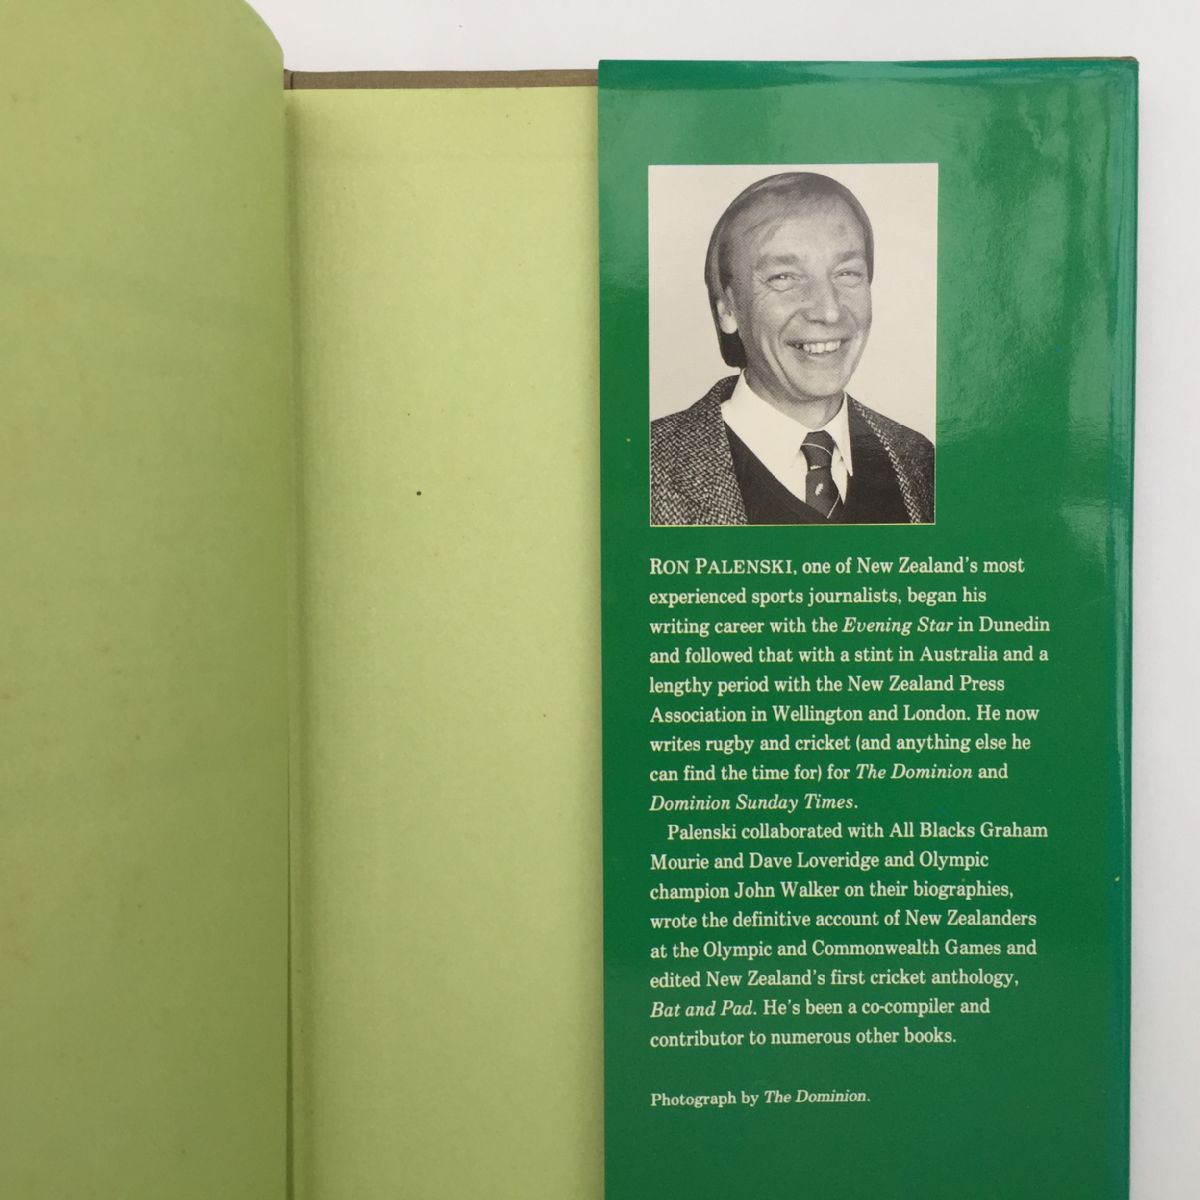 RON PALENSKI, one of New Zealand's most
experienced sports journalists, began his
writing career with the Evening Star in Dunedin
and followed that with a stint in Australia and a
lengthy period with the New Zealand Press
Association in Wellington and London. He now
writes rugby and cricket (and anything else he
can find the time for) for The Dominion and
Dominion Sunday Times.
Palenski collaborated with All Blacks Graham
Mourie and Dave Loveridge and Olympic
champion John Walker on their biographies,
wrote the definitive account of New Zealanders
at the Olympic and Commonwealth Games and
edited New Zealand's first cricket anthology,
Bat and Pad. He's been a co-compiler and
contributor to numerous other books.
Photograph by The Dominion.